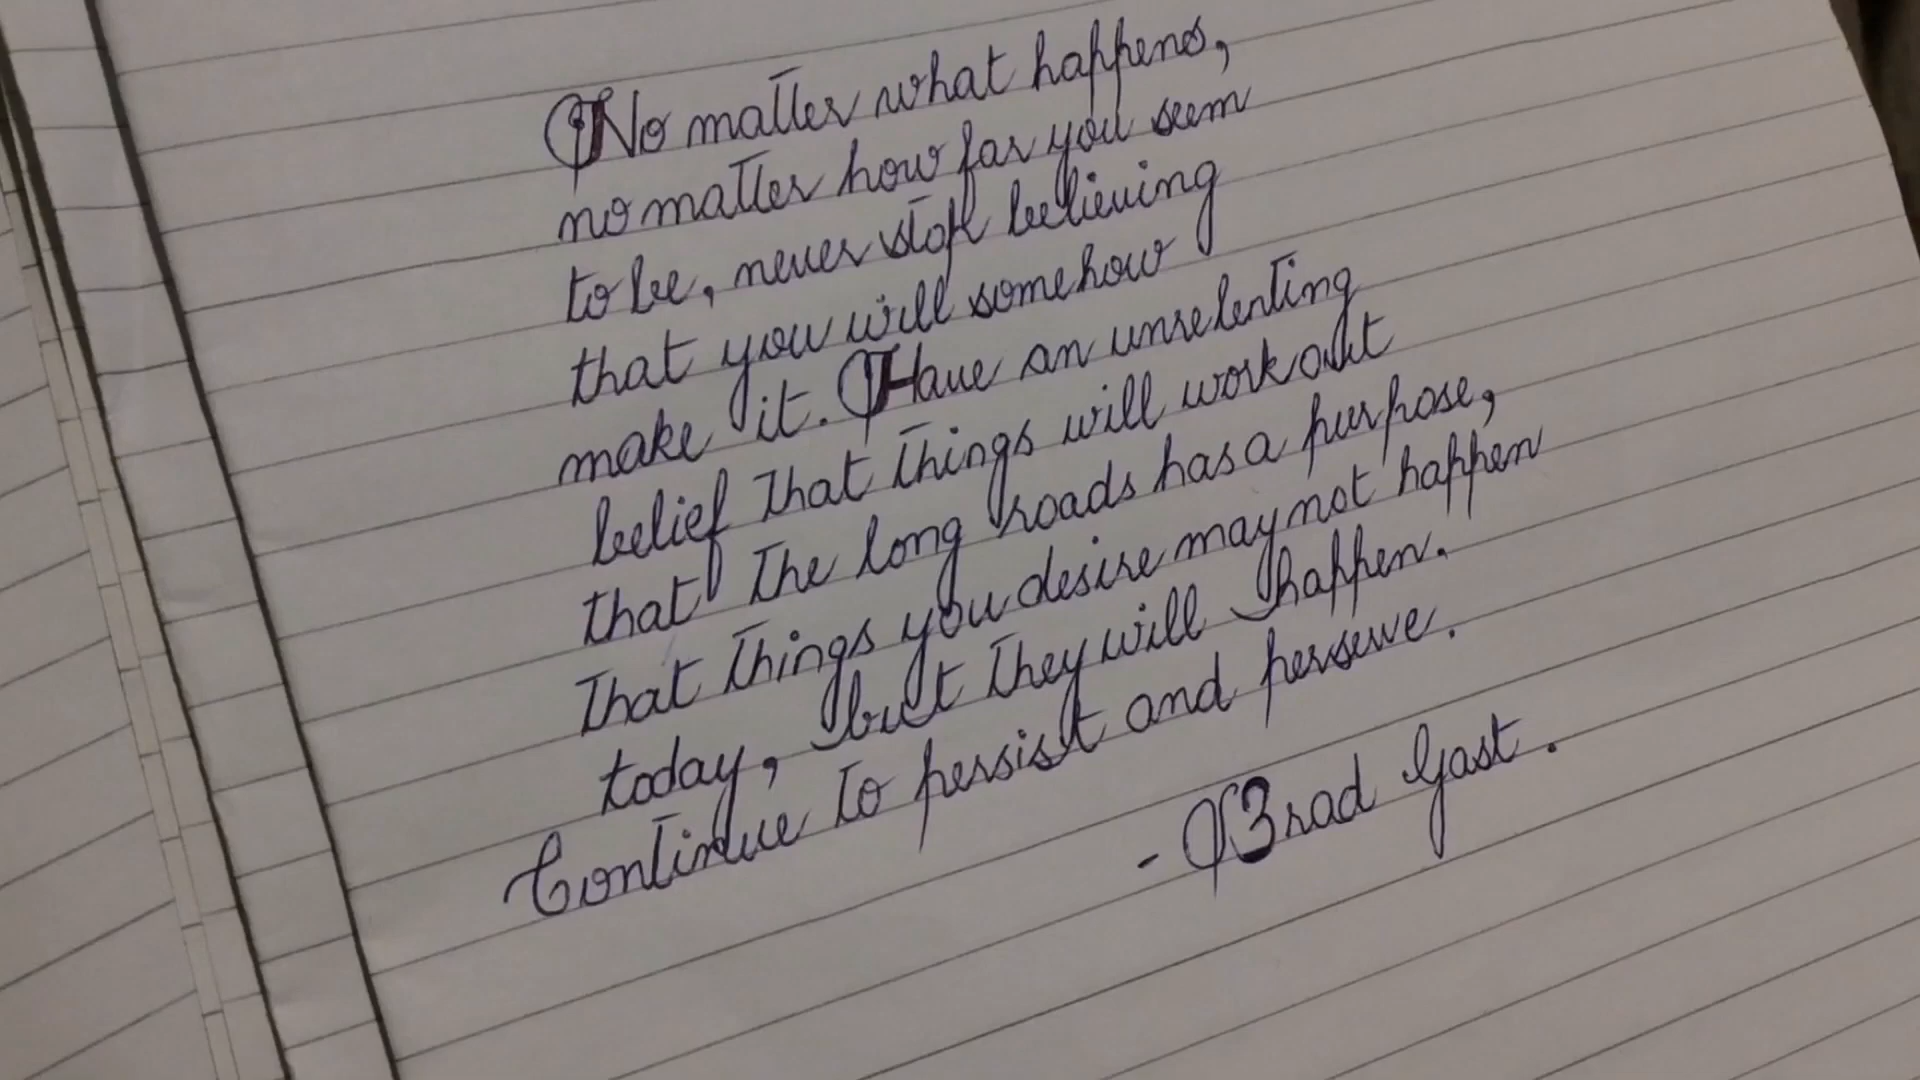 No matter what happens,
no matter how far you seem
to be, never stop believing
that you will somehow
make it. Have an unrelenting
belief that things will work out
that the long roads has a purpose,
that things you desire may not happen
today, but they will happen.
Continue to persist and perserve.
- Brad Gast.